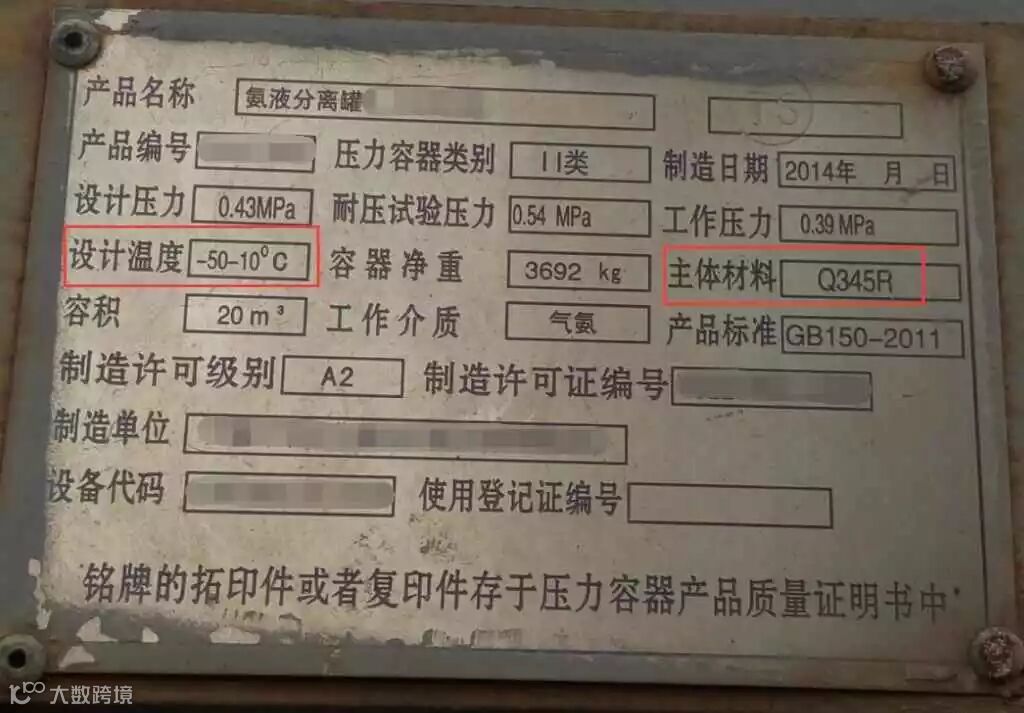 产品名称 氨液分离罐
产品编号 压力容器类别 II类 制造日期 2014年 月 日
设计压力 0.43MPa 耐压试验压力 0.54 MPa 工作压力 0.39 MPa
设计温度 -50-10⁰C 容器净重 3692 kg 主体材料 Q345R
容积 20m³ 工作介质 气氨 产品标准 GB150-2011
制造许可级别 A2 制造许可证编号
制造单位
设备代码 使用登记证编号
铭牌的拓印件或者复印件存于压力容器产品质量证明书中
大数跨境